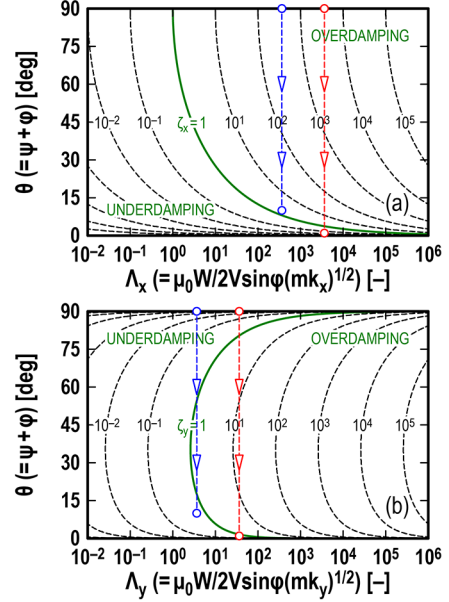 90
75
60
45
30
15
0
θ (=ψ+φ) [deg]
OVERDAMPING
10⁻² 10⁻¹ ζx=1 10¹ 10² 10³ 10⁴ 10⁵
UNDERDAMPING
(a)
10⁻² 10⁻¹ 10⁰ 10¹ 10² 10³ 10⁴ 10⁵ 10⁶
Λx (=μ₀W/2Vsinφ(mkx)¹/²) [–]
90
75
60
45
30
15
0
θ (=ψ+φ) [deg]
UNDERDAMPING OVERDAMPING
10⁻² 10⁻¹ ζy=1 10¹ 10² 10³ 10⁴ 10⁵
(b)
10⁻² 10⁻¹ 10⁰ 10¹ 10² 10³ 10⁴ 10⁵ 10⁶
Λy (=μ₀W/2Vsinφ(mky)¹/²) [–]